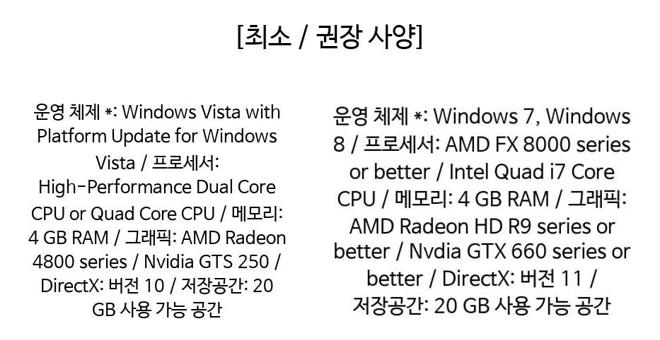 [최소 / 권장 사양]
운영 체제 *: Windows Vista with
Platform Update for Windows
Vista / 프로세서:
High-Performance Dual Core
CPU or Quad Core CPU / 메모리:
4 GB RAM / 그래픽: AMD Radeon
4800 series / Nvidia GTS 250 /
DirectX: 버전 10 / 저장공간: 20
GB 사용 가능 공간
운영 체제 *: Windows 7, Windows
8 / 프로세서: AMD FX 8000 series
or better / Intel Quad i7 Core
CPU / 메모리: 4 GB RAM / 그래픽:
AMD Radeon HD R9 series or
better / Nvdia GTX 660 series or
better / DirectX: 버전 11 /
저장공간: 20 GB 사용 가능 공간